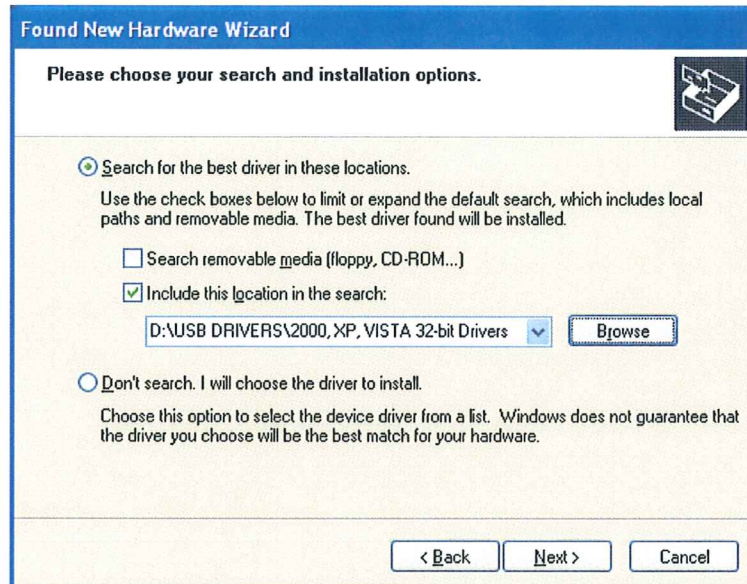 Found New Hardware Wizard
Please choose your search and installation options.
Search for the best driver in these locations.
Use the check boxes below to limit or expand the default search, which includes local
paths and removable media. The best driver found will be installed.
Search removable media (floppy, CD-ROM...)
Include this location in the search:
D:\USB DRIVERS\2000, XP, VISTA 32-bit Drivers
Browse
Don't search. I will choose the driver to install.
Choose this option to select the device driver from a list. Windows does not guarantee that
the driver you choose will be the best match for your hardware.
< Back
Next >
Cancel